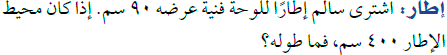 إطار: اشترى سالم إطارًا للوحة فنية عرضه ٩٠ سم. إذا كان محيط
الإطار ٤٠٠ سم، فما طوله؟